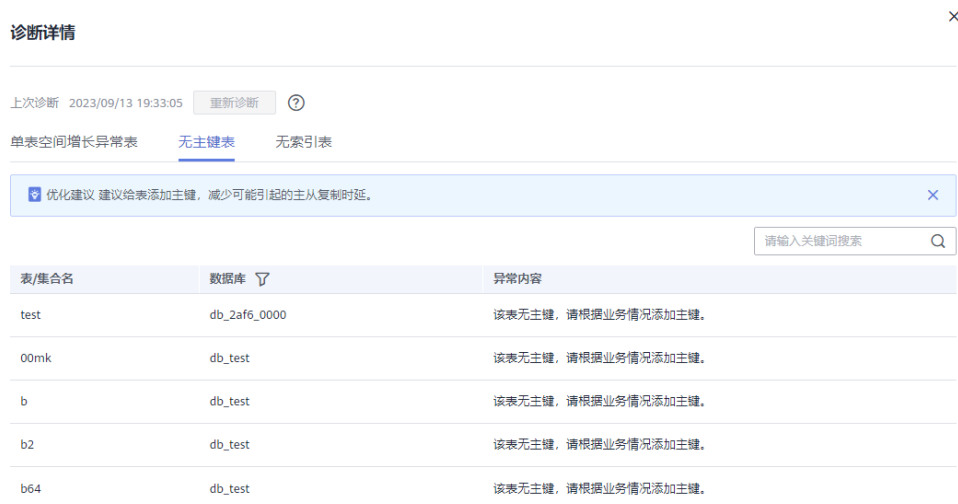 诊断详情
上次诊断 2023/09/13 19:33:05 重新诊断
单表空间增长异常表 无主键表 无索引表
优化建议 建议给表添加主键，减少可能引起的主从复制时延。
请输入关键词搜索
表/集合名 数据库 异常内容
test db_2af6_0000 该表无主键，请根据业务情况添加主键。
00mk db_test 该表无主键，请根据业务情况添加主键。
b db_test 该表无主键，请根据业务情况添加主键。
b2 db_test 该表无主键，请根据业务情况添加主键。
b64 db_test 该表无主键，请根据业务情况添加主键。